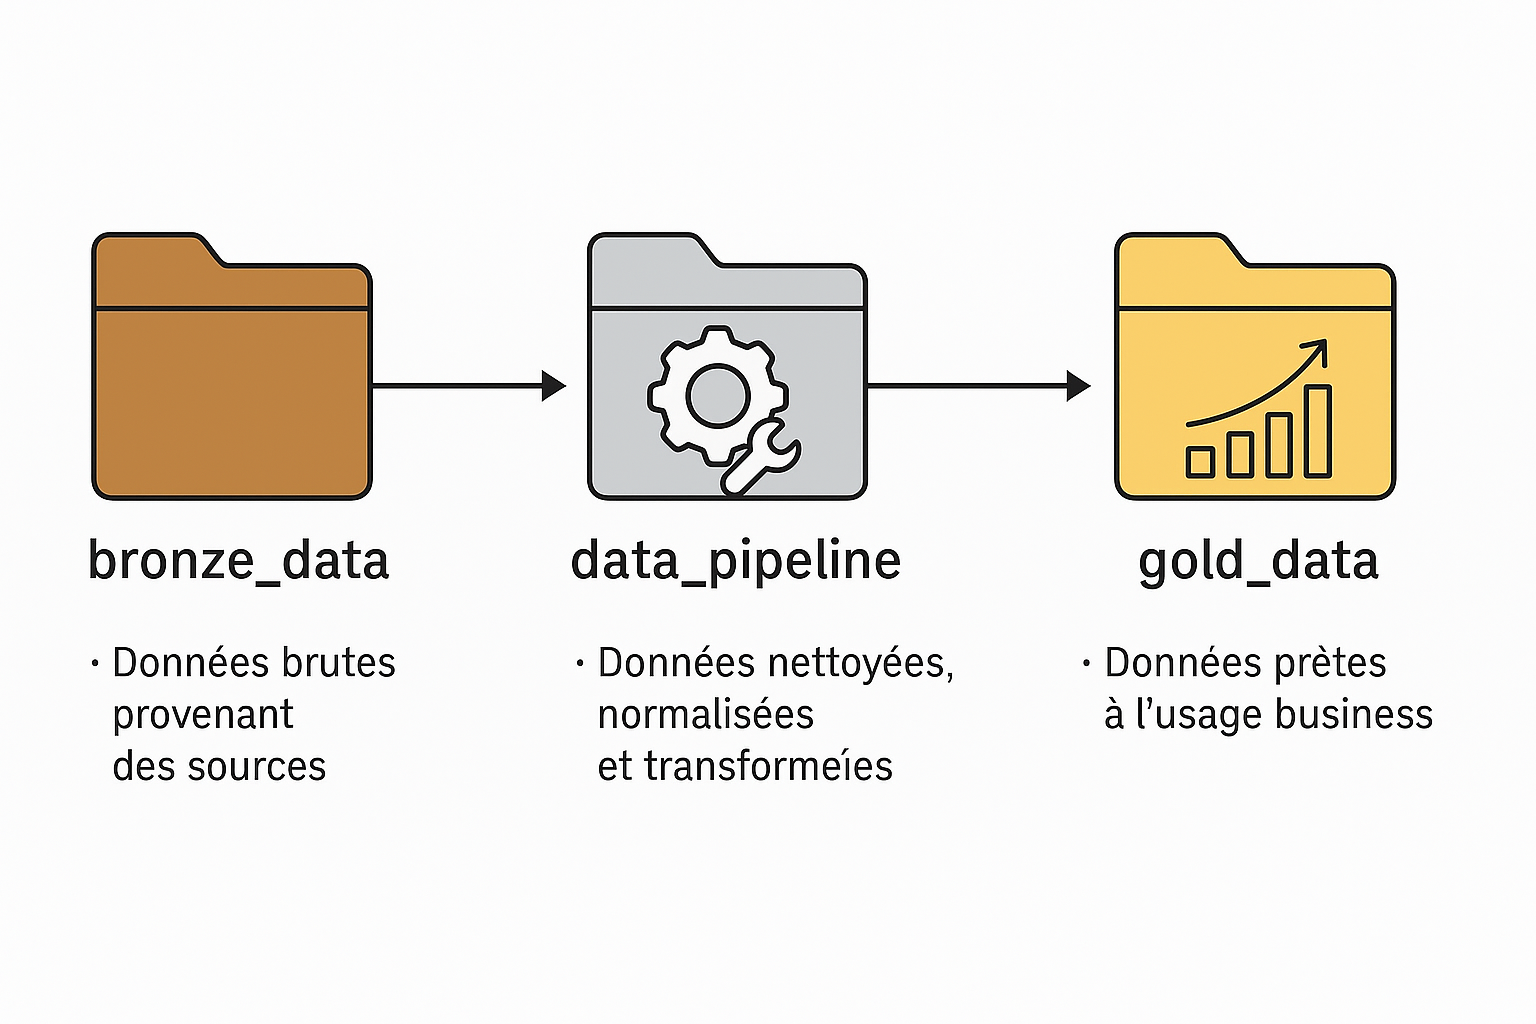 bronze_data
data_pipeline
gold_data
· Données brutes
provenant
des sources
· Données nettoyées,
normalisées
et transformeíes
· Données prètes
à l’usage business